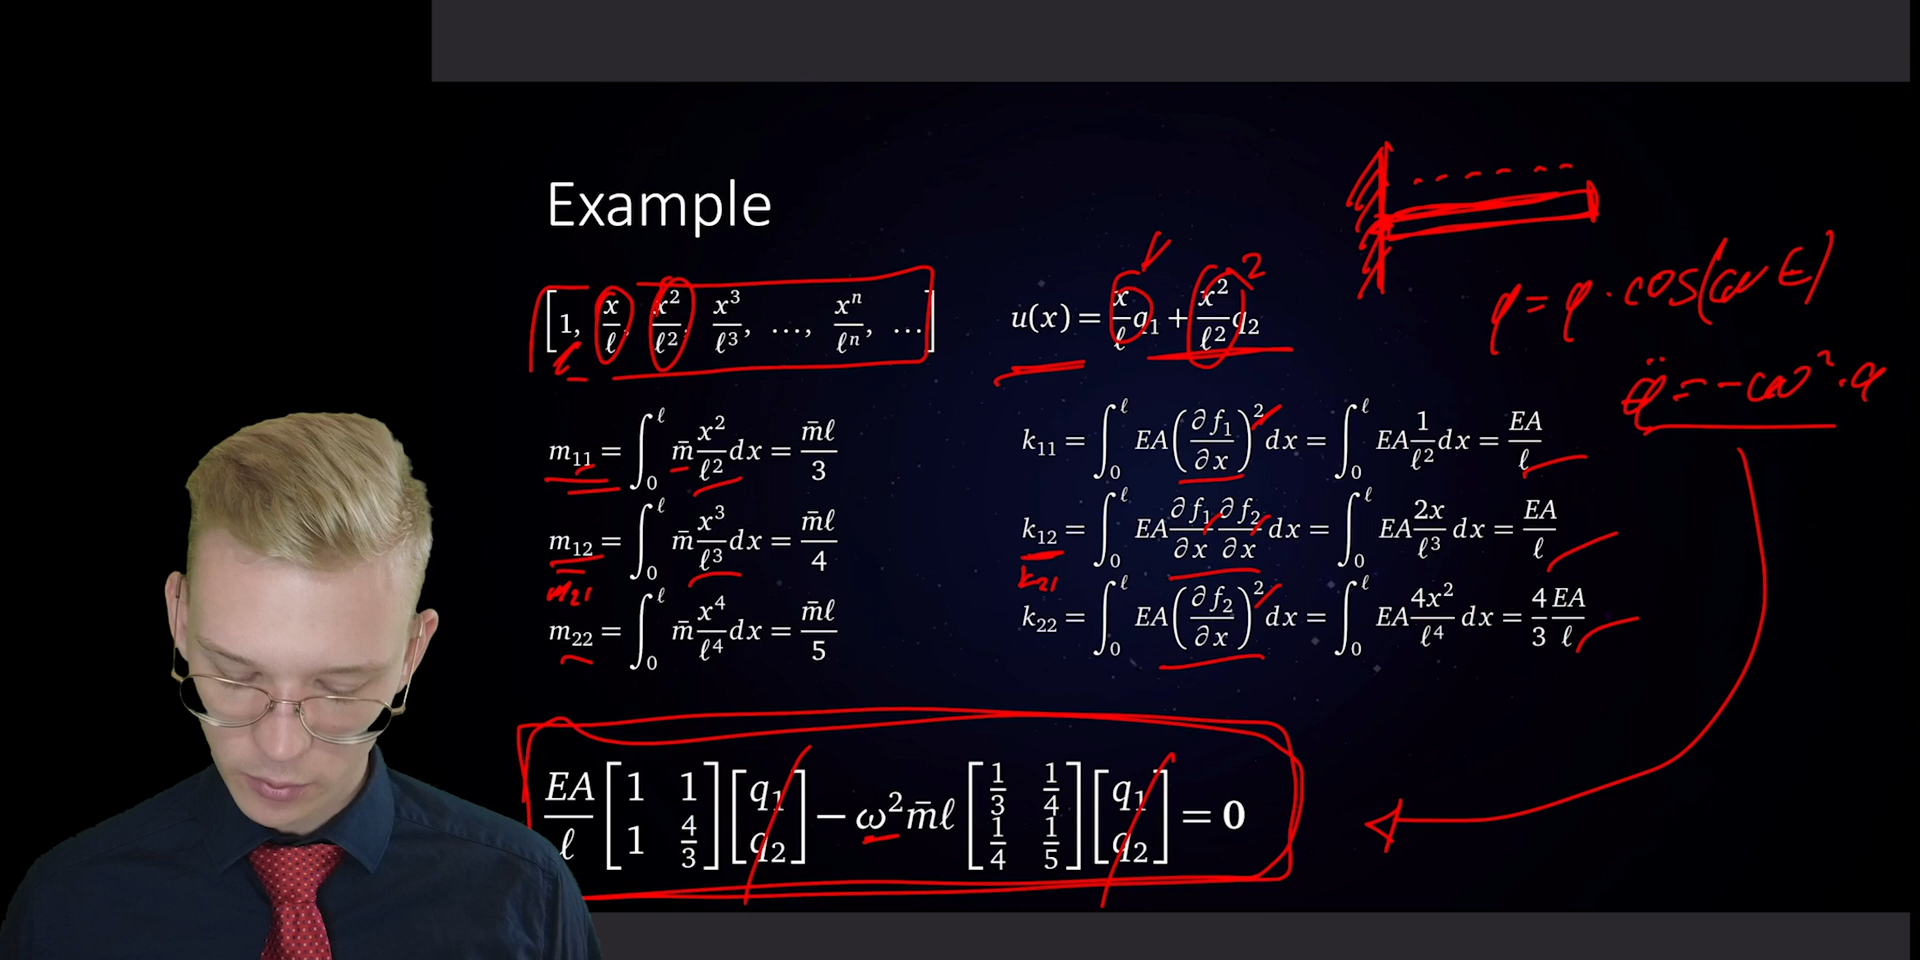 Example
[1, x/ℓ, x²/ℓ², x³/ℓ³, …, xⁿ/ℓⁿ, …]
u(x) = x/ℓ q₁ + x²/ℓ² q₂
1
2
q = q · cos(ωt)
q̈ = −ω² · q
m₁₁ = ∫₀^ℓ m̄ x²/ℓ² dx = m̄ℓ/3
k₁₁ = ∫₀^ℓ EA(∂f₁/∂x)² dx = ∫₀^ℓ EA 1/ℓ² dx = EA/ℓ
m₁₂ = ∫₀^ℓ m̄ x³/ℓ³ dx = m̄ℓ/4
k₁₂ = ∫₀^ℓ EA ∂f₁/∂x ∂f₂/∂x dx = ∫₀^ℓ EA 2x/ℓ³ dx = EA/ℓ
m₂₁
k₂₁
m₂₂ = ∫₀^ℓ m̄ x⁴/ℓ⁴ dx = m̄ℓ/5
k₂₂ = ∫₀^ℓ EA(∂f₂/∂x)² dx = ∫₀^ℓ EA 4x²/ℓ⁴ dx = 4/3 EA/ℓ
EA/ℓ [1 1; 1 4/3] [q₁; q₂] − ω² m̄ℓ [1/3 1/4; 1/4 1/5] [q₁; q₂] = 0